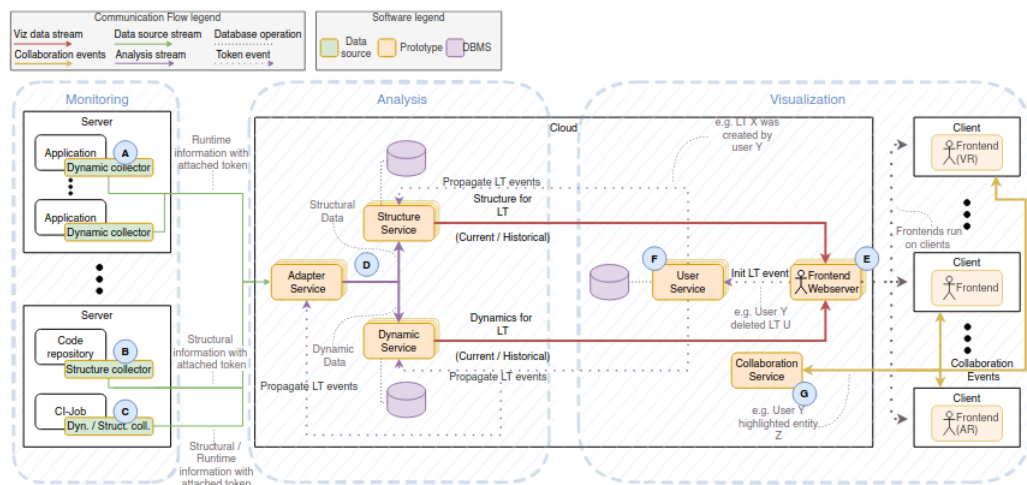 Communication Flow legend
Viz data stream
Data source stream
Database operation
Collaboration events
Analysis stream
Token event
Software legend
Data
source
Prototype
DBMS
Monitoring
Analysis
Visualization
Server
Application
A
Dynamic collector
Application
Dynamic collector
Server
Code
repository
B
Structure collector
CI-Job
C
Dyn. / Struct. coll.
Runtime
information with
attached token
Structural
information with
attached token
Propagate LT events
Structural /
Runtime
information with
attached token
Cloud
e.g. LT X was
created by
user Y
Propagate LT events
Structural
Data
Structure
Service
Structure for
LT
(Current / Historical)
D
Adapter
Service
F
User
Service
Init LT event
E
Frontend
Webserver
e.g. User Y
deleted LT U
Dynamic
Data
Dynamic
Service
Dynamics for
LT
(Current / Historical)
Propagate LT events
Collaboration
Service
G
e.g. User Y
highlighted entity
Z
Client
Frontend
(VR)
Frontends run
on clients
Client
Frontend
Collaboration
Events
Client
Frontend
(AR)